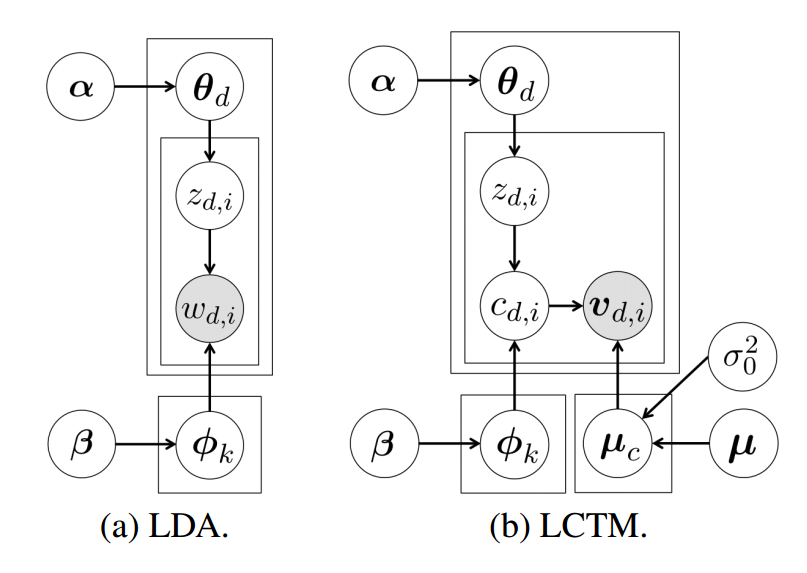 α θ_d α θ_d
z_{d,i} z_{d,i}
w_{d,i} c_{d,i} v_{d,i}
σ_0^2
β ϕ_k β ϕ_k μ_c μ
(a) LDA. (b) LCTM.